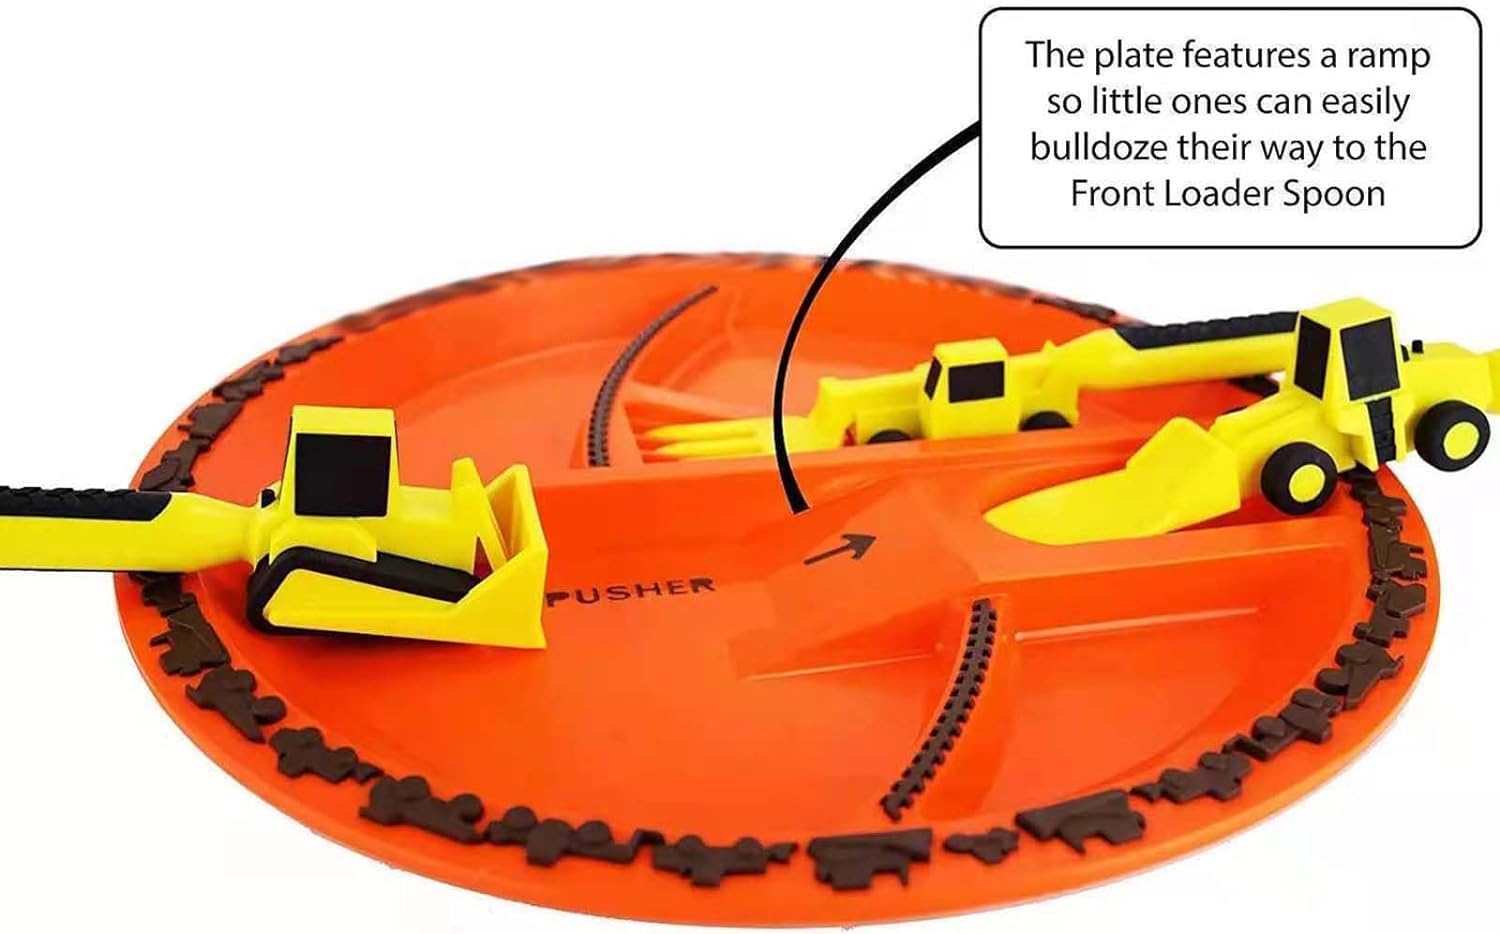 The plate features a ramp
so little ones can easily
bulldoze their way to the
Front Loader Spoon
PUSHER